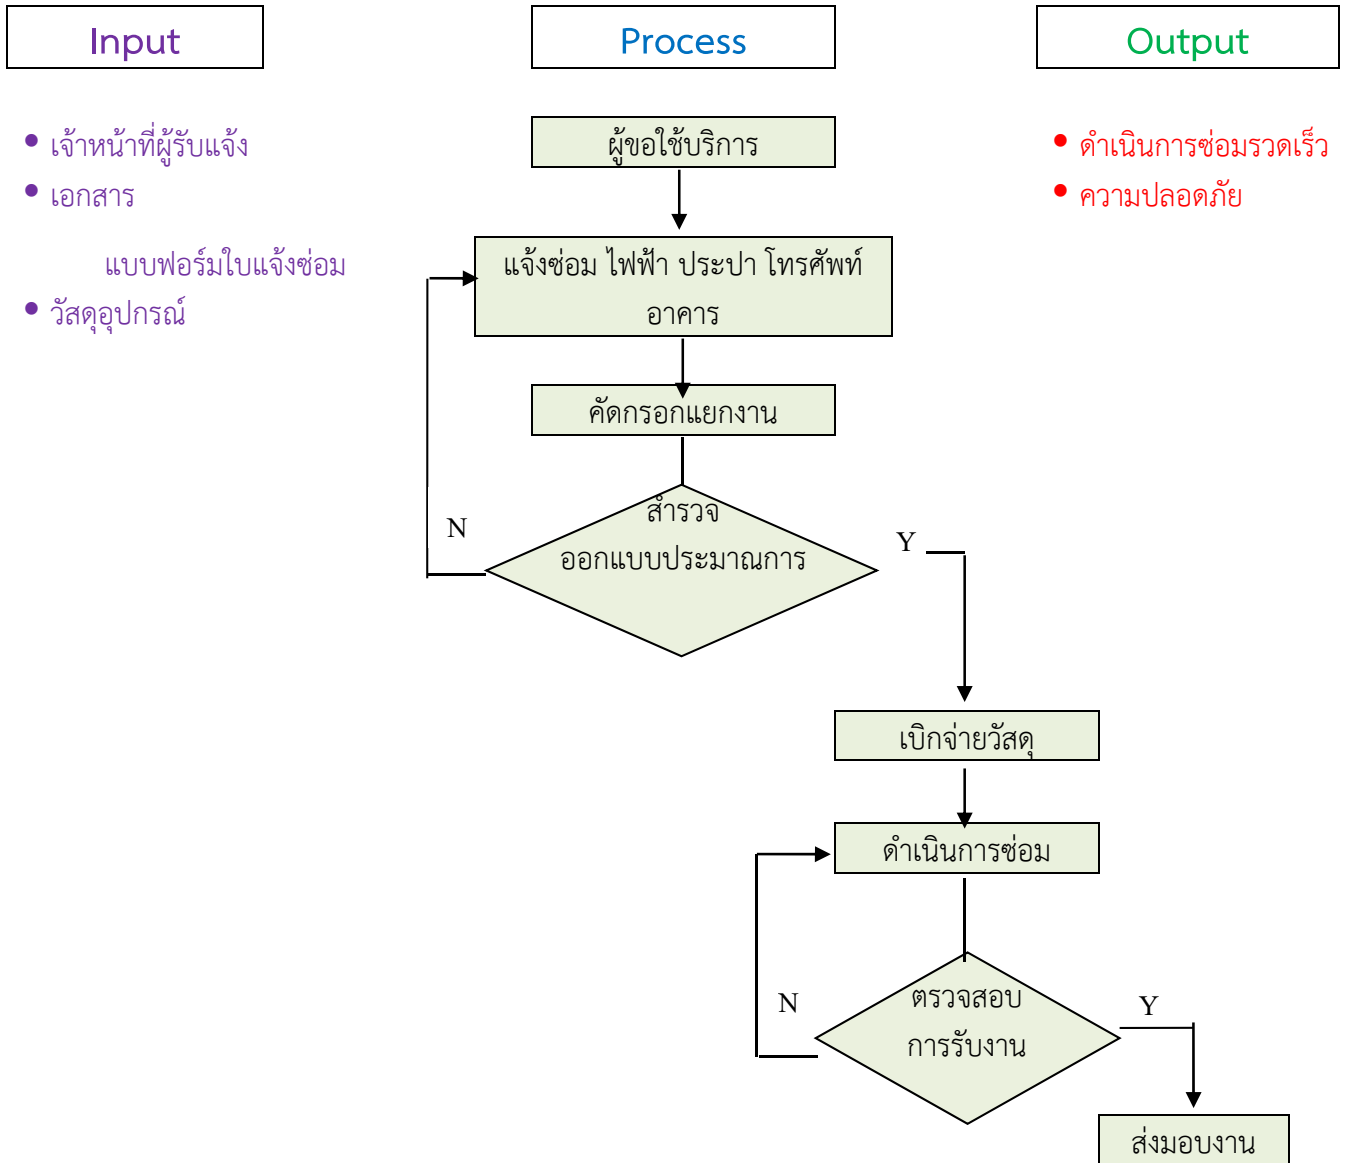 Input
Process
Output
• เจ้าหน้าที่ผู้รับแจ้ง
• เอกสาร
แบบฟอร์มใบแจ้งซ่อม
• วัสดุอุปกรณ์
ผู้ขอใช้บริการ
แจ้งซ่อม ไฟฟ้า ประปา โทรศัพท์
อาคาร
คัดกรอกแยกงาน
สำรวจ
ออกแบบประมาณการ
N
Y
เบิกจ่ายวัสดุ
ดำเนินการซ่อม
ตรวจสอบ
การรับงาน
N
Y
ส่งมอบงาน
• ดำเนินการซ่อมรวดเร็ว
• ความปลอดภัย